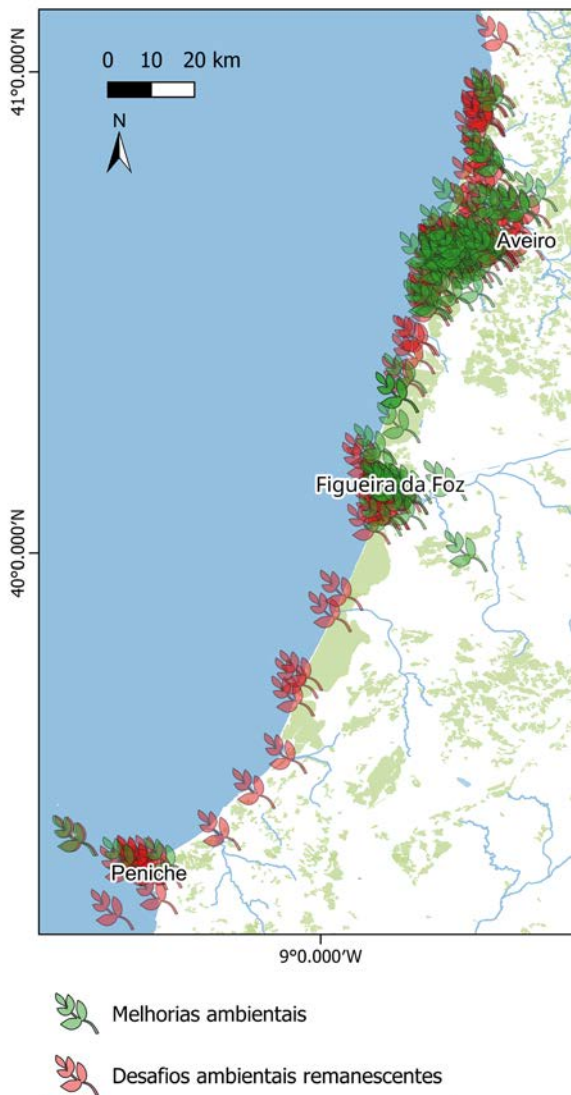 41°0.000'N
0 10 20 km
N
Aveiro
Figueira da Foz
40°0.000'N
Peniche
9°0.000'W
Melhorias ambientais
Desafios ambientais remanescentes